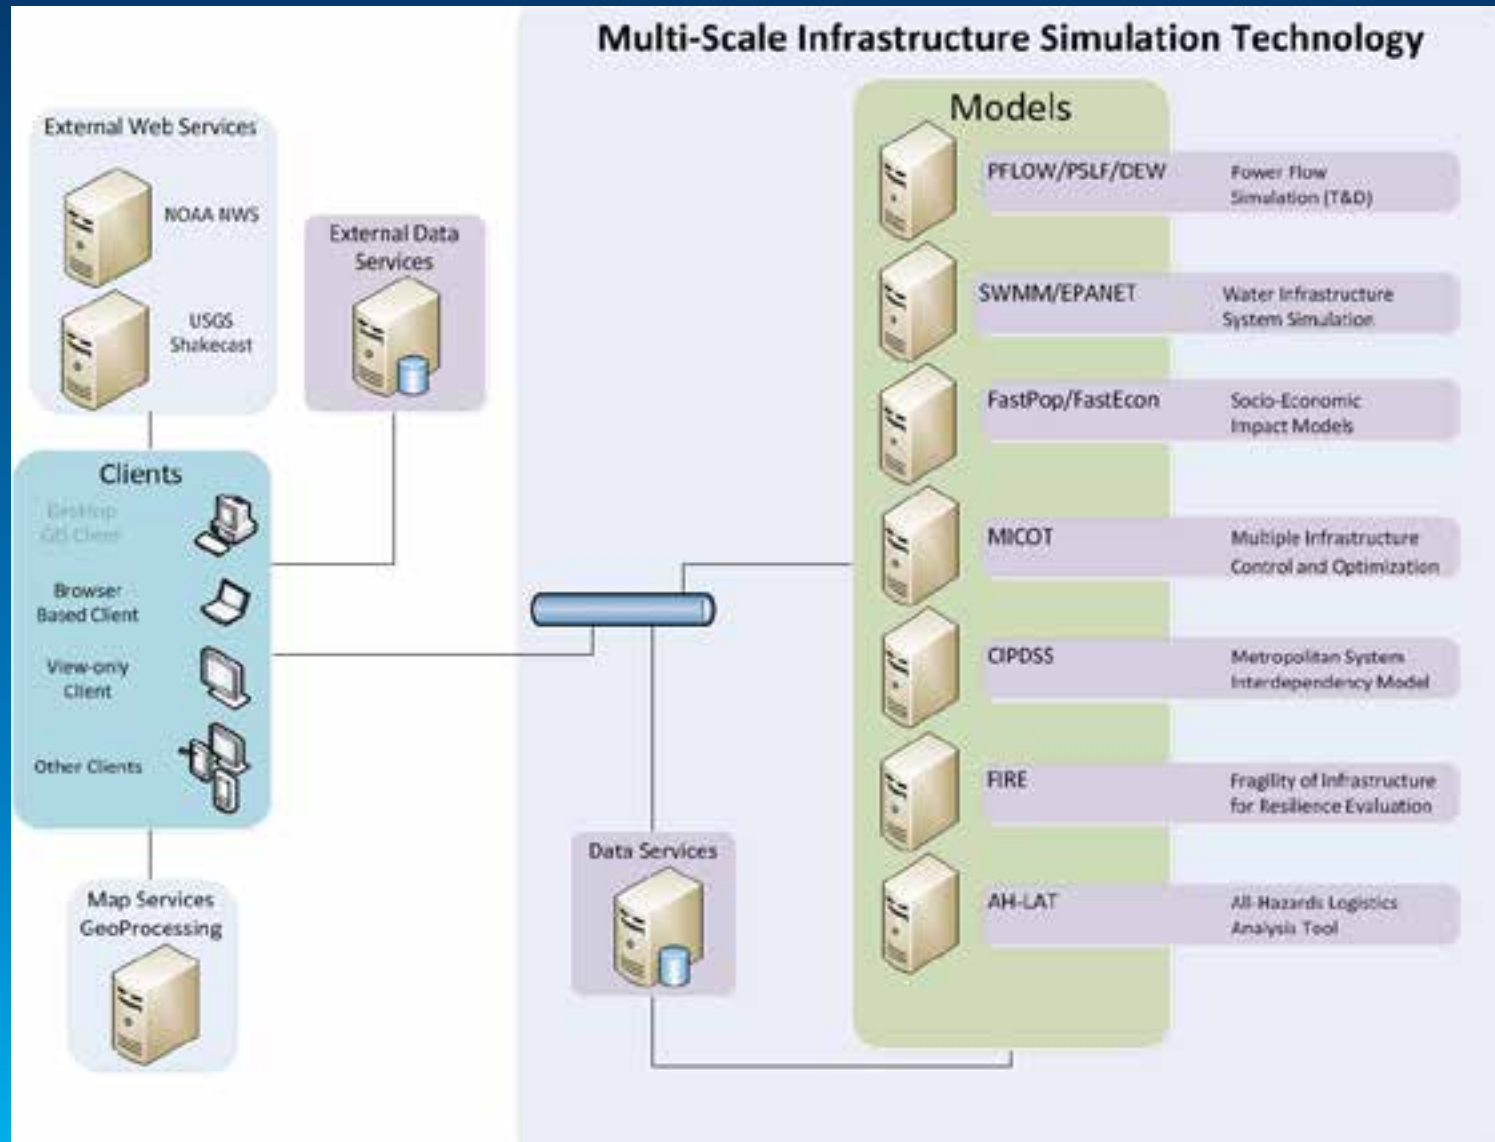 Multi-Scale Infrastructure Simulation Technology
External Web Services
NOAA NWS
USGS
Shakecast
External Data
Services
Clients
Desktop
GIS Client
Browser
Based Client
View-only
Client
Other Clients
Map Services
GeoProcessing
Data Services
Models
PFLOW/PSLF/DEW
Power Flow
Simulation (T&D)
SWMM/EPANET
Water Infrastructure
System Simulation
FastPop/FastEcon
Socio-Economic
Impact Models
MICOT
Multiple Infrastructure
Control and Optimization
CIPDSS
Metropolitan System
Interdependency Model
FIRE
Fragility of Infrastructure
for Resilience Evaluation
AH-LAT
All-Hazards Logistics
Analysis Tool